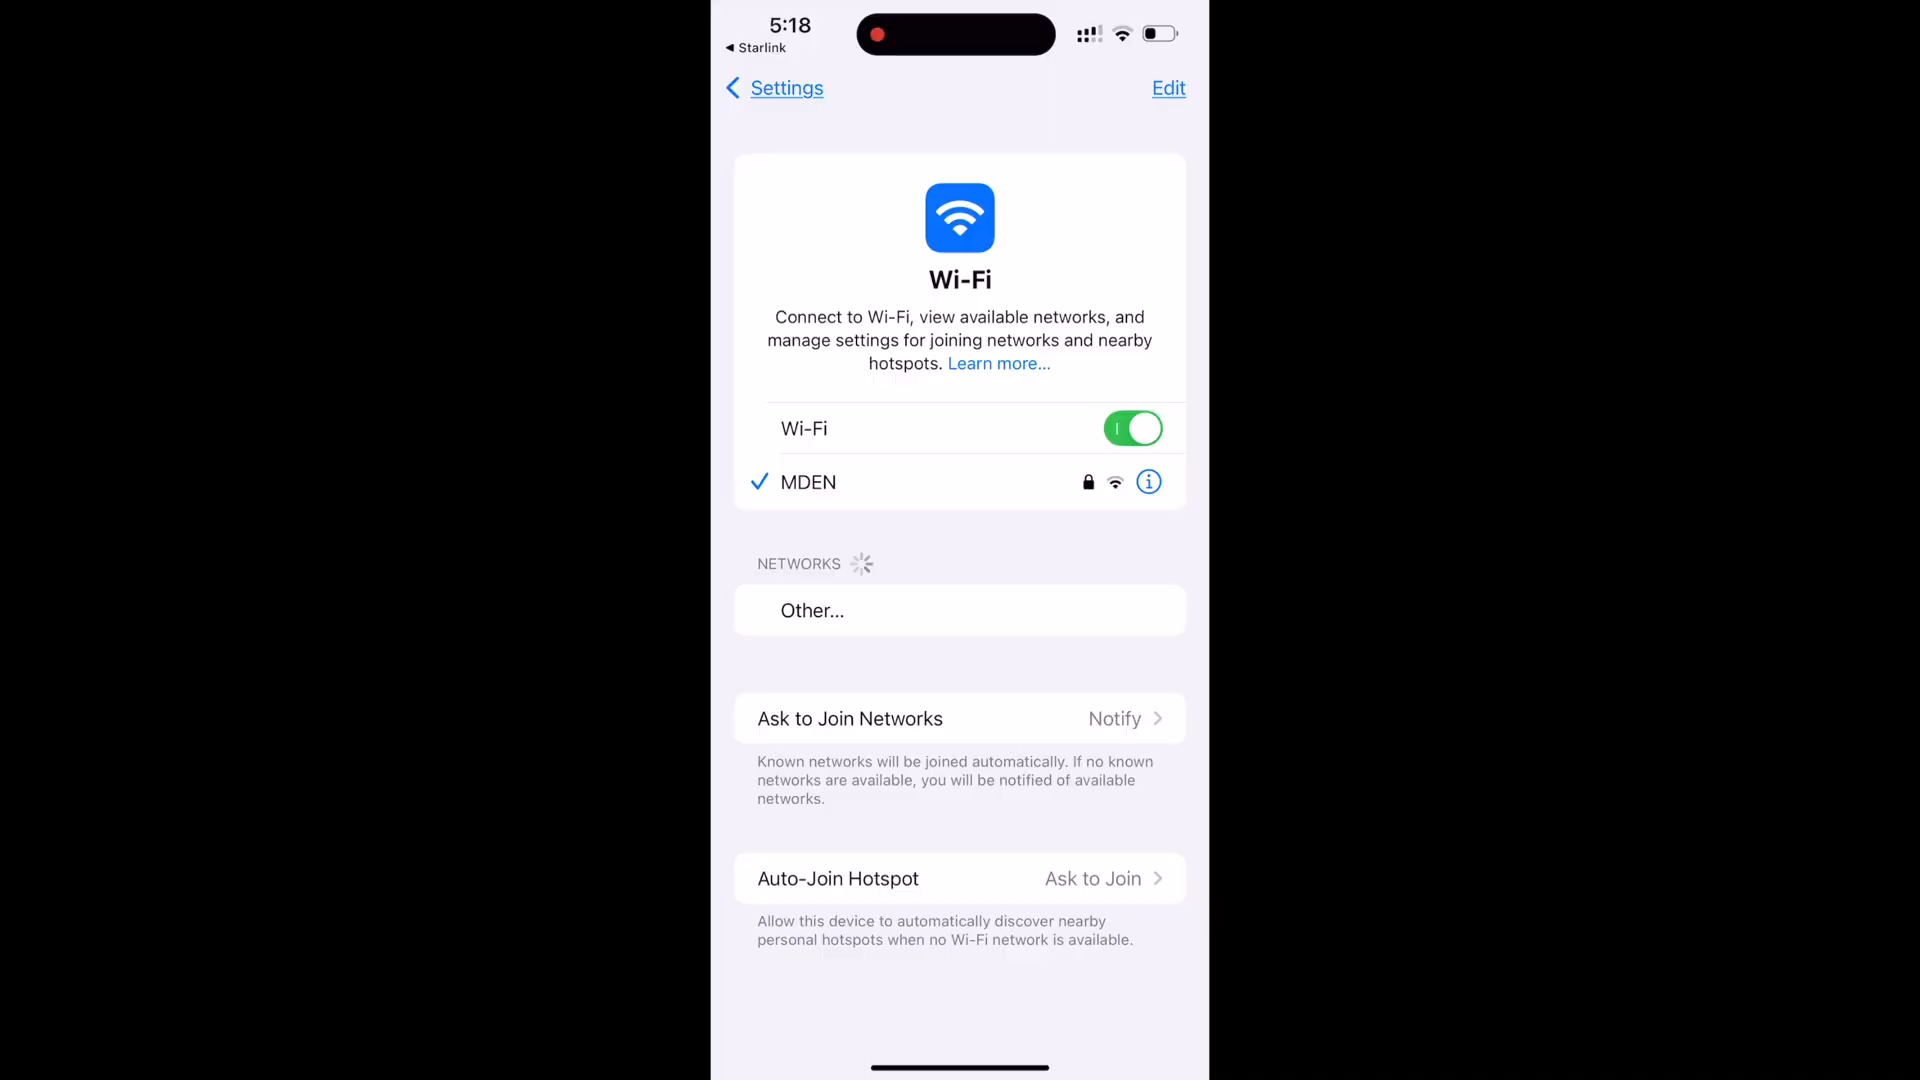 5:18
Starlink
Settings
Edit
Wi-Fi
Connect to Wi-Fi, view available networks, and
manage settings for joining networks and nearby
hotspots. Learn more...
Wi-Fi
MDEN
NETWORKS
Other...
Ask to Join Networks
Notify
Known networks will be joined automatically. If no known
networks are available, you will be notified of available
networks.
Auto-Join Hotspot
Ask to Join
Allow this device to automatically discover nearby
personal hotspots when no Wi-Fi network is available.